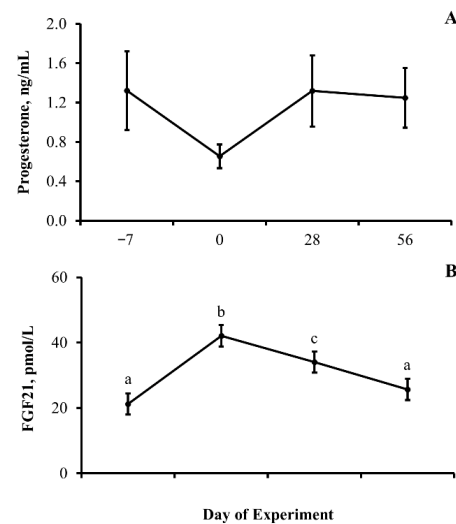 A
2.0
1.6
1.2
0.8
0.4
0.0
Progesterone, ng/mL
−7 0 28 56
B
60
40
20
0
FGF21, pmol/L
a b c a
Day of Experiment